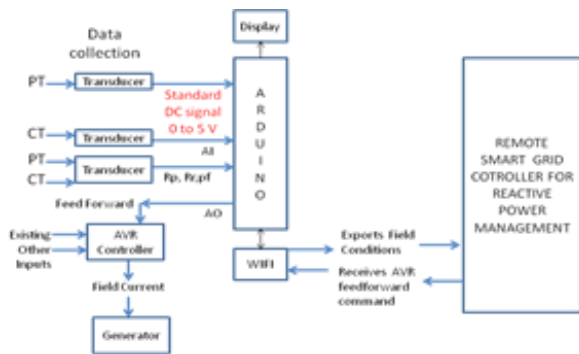 Display
Data
collection
PT
Transducer
Standard
DC signal
0 to 5 V
CT
Transducer
AI
PT
CT
Transducer
Rp, Rr,pf
ARDUINO
Feed Forward
AO
Existing
Other
Inputs
AVR
Controller
Field Current
Generator
WIFI
Exports Field
Conditions
Receives AVR
feedforward
command
REMOTE
SMART GRID
COTROLLER FOR
REACTIVE
POWER
MANAGEMENT